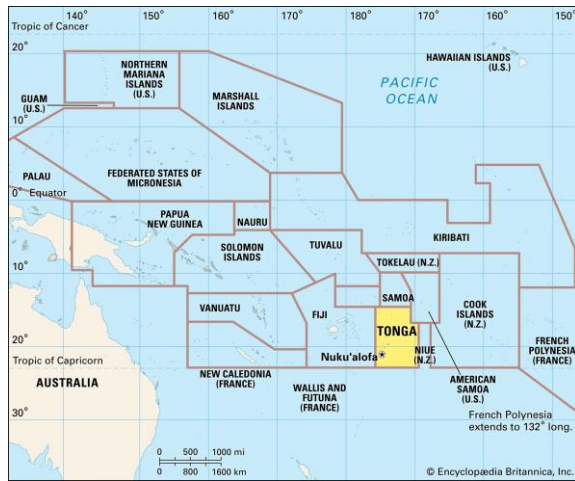 140° 150° 160° 170° 180° 170° 160° 150°
Tropic of Cancer
20°
NORTHERN
MARIANA
ISLANDS
(U.S.)
HAWAIIAN ISLANDS
(U.S.)
PACIFIC
OCEAN
GUAM
(U.S.)
MARSHALL
ISLANDS
10°
PALAU
FEDERATED STATES OF
MICRONESIA
0° Equator
PAPUA
NEW GUINEA
NAURU
KIRIBATI
SOLOMON
ISLANDS
TUVALU
TOKELAU (N.Z.)
10°
SAMOA
COOK
ISLANDS
(N.Z.)
VANUATU
FIJI
TONGA
20°
Nuku'alofa
NIUE
(N.Z.)
FRENCH
POLYNESIA
(FRANCE)
Tropic of Capricorn
AUSTRALIA
NEW CALEDONIA
(FRANCE)
WALLIS AND
FUTUNA
(FRANCE)
AMERICAN
SAMOA
(U.S.)
30°
French Polynesia
extends to 132° long.
0 500 1000 mi
0 800 1600 km
© Encyclopædia Britannica, Inc.